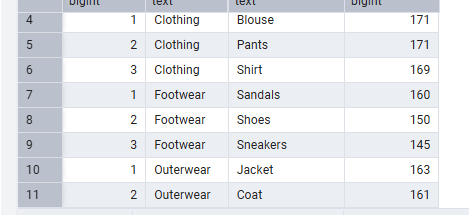 bigint text text bigint
4 1 Clothing Blouse 171
5 2 Clothing Pants 171
6 3 Clothing Shirt 169
7 1 Footwear Sandals 160
8 2 Footwear Shoes 150
9 3 Footwear Sneakers 145
10 1 Outerwear Jacket 163
11 2 Outerwear Coat 161